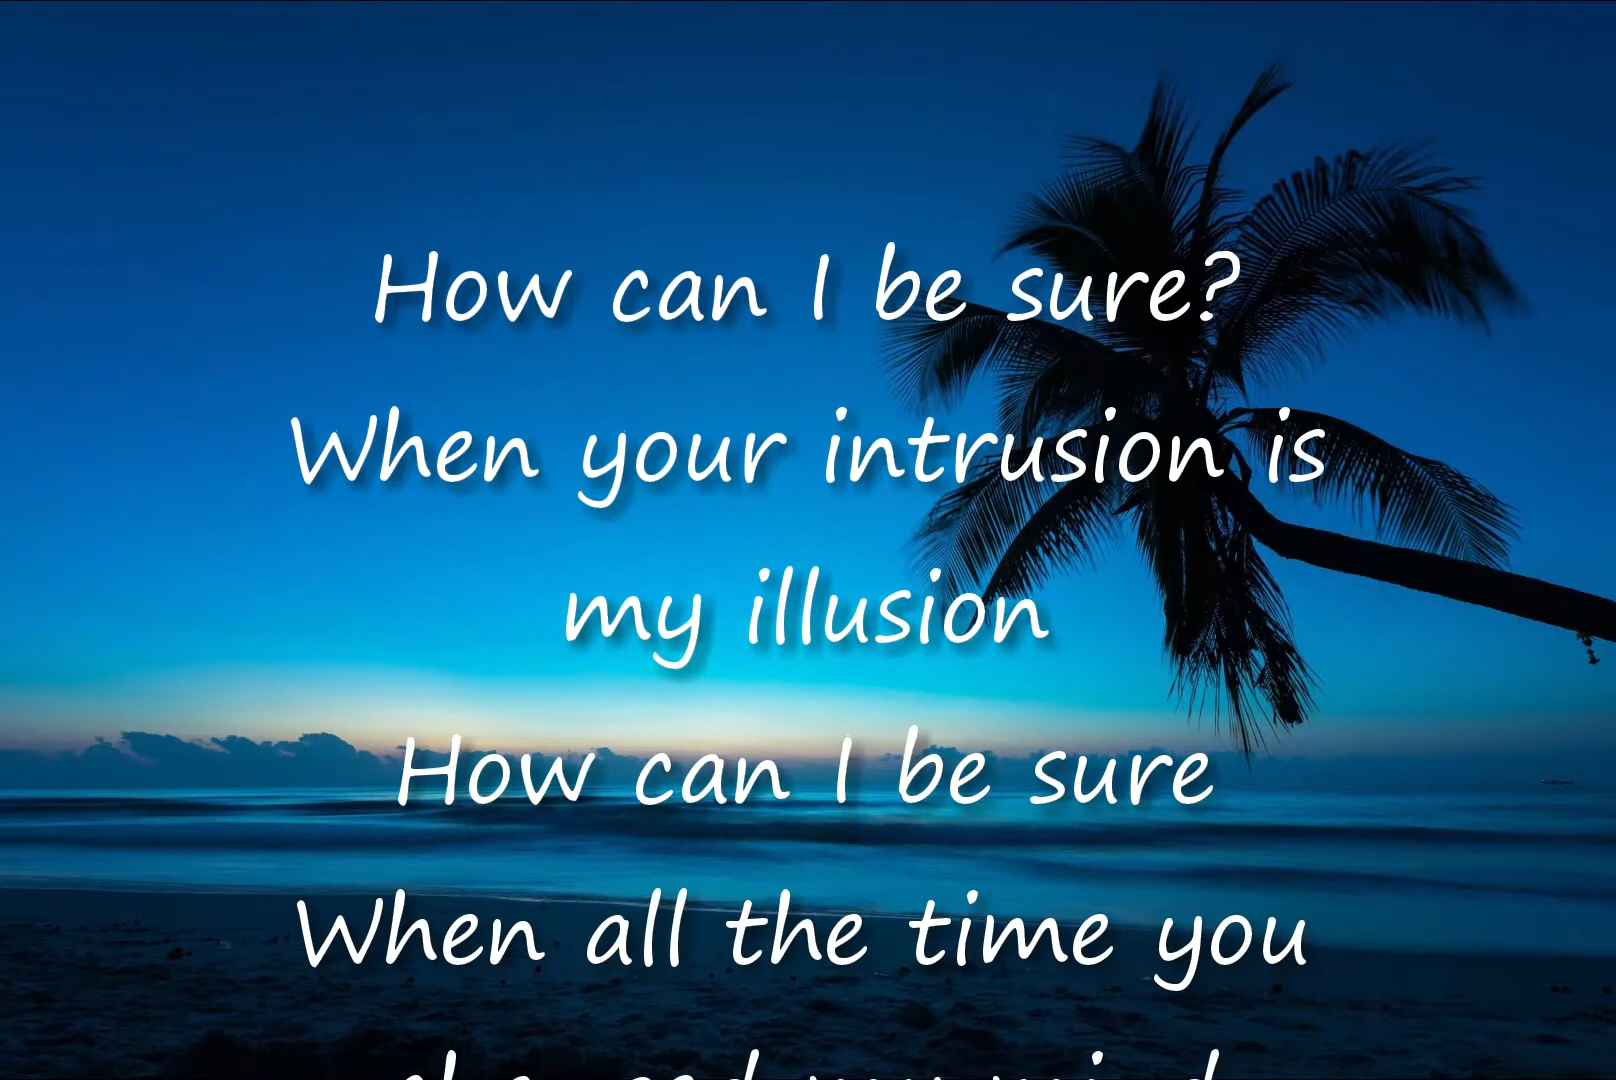 How can I be sure?
When your intrusion is
my illusion
How can I be sure
When all the time you